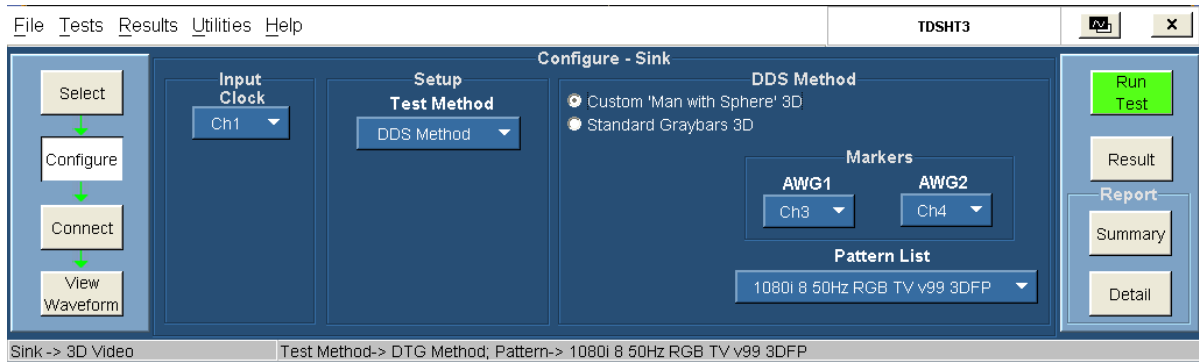 File Tests Results Utilities Help
TDSHT3
x
Configure - Sink
Select
Configure
Connect
View
Waveform
Input
Clock
Ch1
Setup
Test Method
DDS Method
DDS Method
Custom 'Man with Sphere' 3D
Standard Graybars 3D
Markers
AWG1
AWG2
Ch3
Ch4
Pattern List
1080i 8 50Hz RGB TV v99 3DFP
Run
Test
Result
Report
Summary
Detail
Sink -> 3D Video
Test Method-> DTG Method; Pattern-> 1080i 8 50Hz RGB TV v99 3DFP